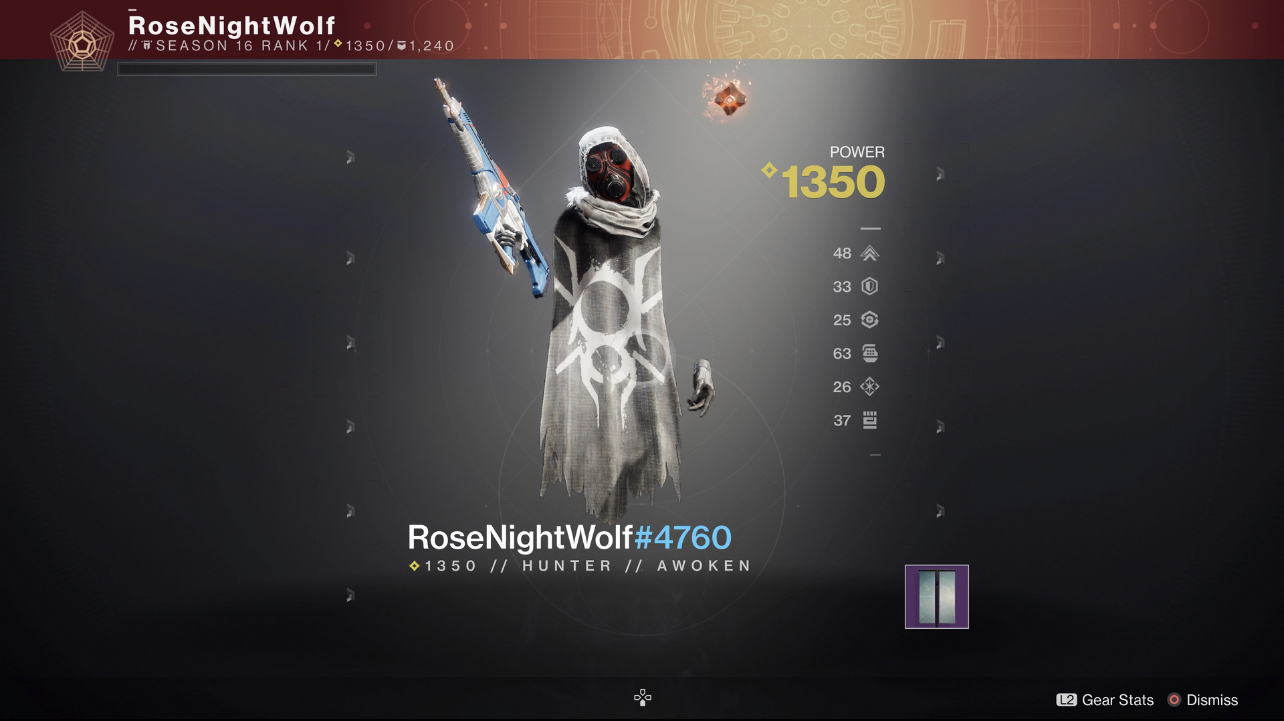 RoseNightWolf
// SEASON 16 RANK 1/ 1350/ 1,240
POWER
1350
48
33
25
63
26
37
RoseNightWolf#4760
1350 // HUNTER // AWOKEN
L2 Gear Stats Dismiss